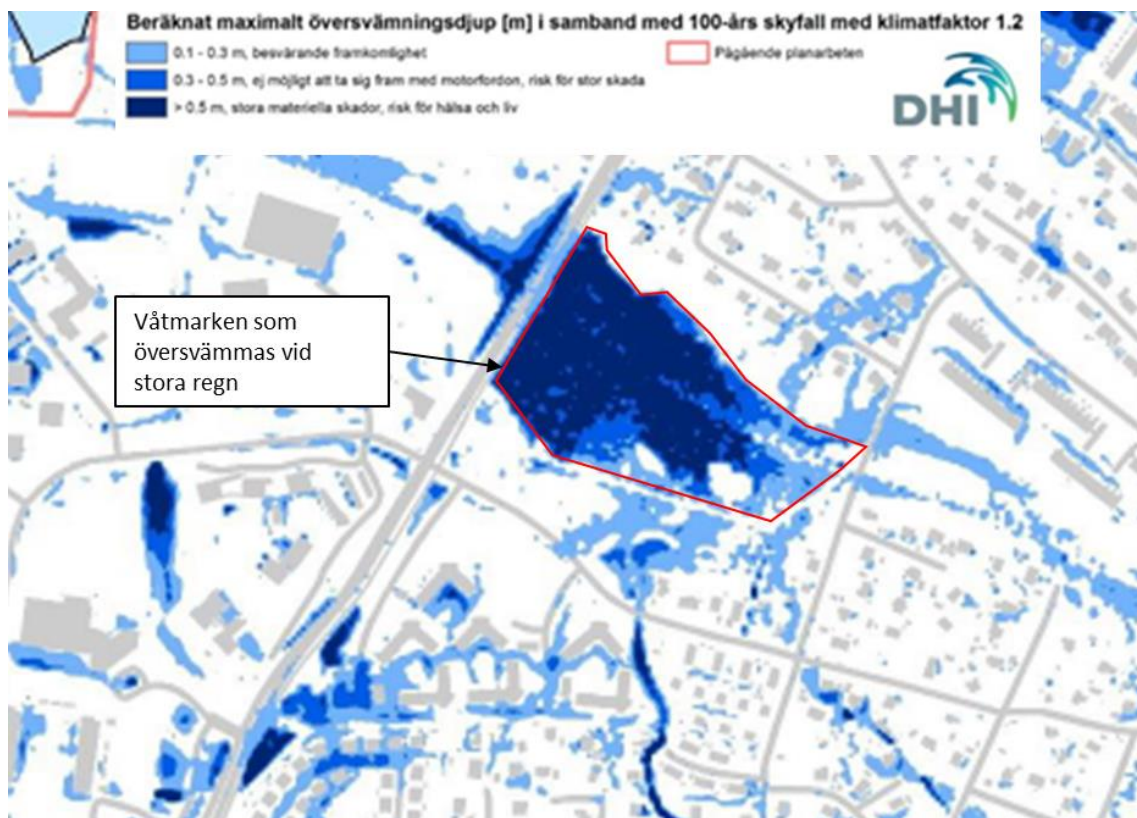 Beräknat maximalt översvämningsdjup [m] i samband med 100-års skyfall med klimatfaktor 1.2
0.1 - 0.3 m, besvärande framkomlighet
Pågående planarbeten
0.3 - 0.5 m, ej möjligt att ta sig fram med motorfordon, risk för stor skada
> 0.5 m, stora materiella skador, risk för hälsa och liv
DHI
Våtmarken som
översvämmas vid
stora regn